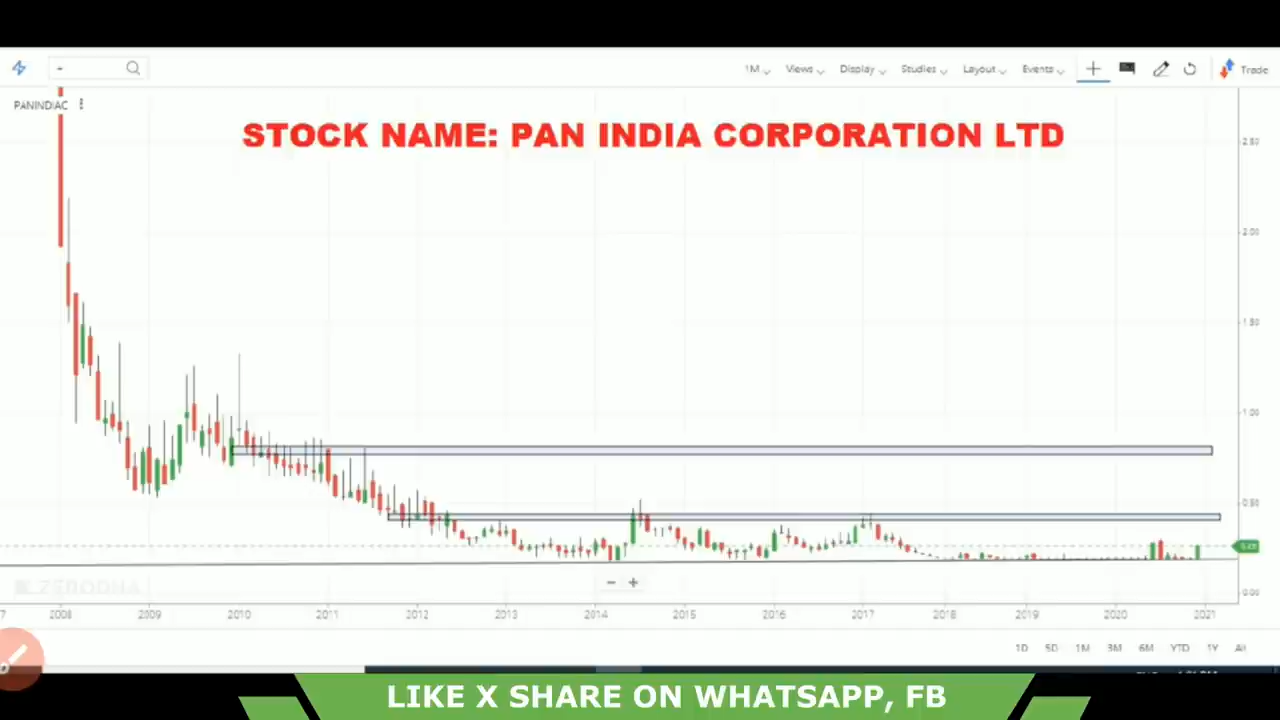 1M Views Display Studies Layout Events Trade
PANINDIAC
STOCK NAME: PAN INDIA CORPORATION LTD
2.50
2.00
1.50
1.00
0.50
0.00
ZERODHA
2008 2009 2010 2011 2012 2013 2014 2015 2016 2017 2018 2019 2020 2021
1D 5D 1M 3M 6M YTD 1Y All
LIKE X SHARE ON WHATSAPP, FB